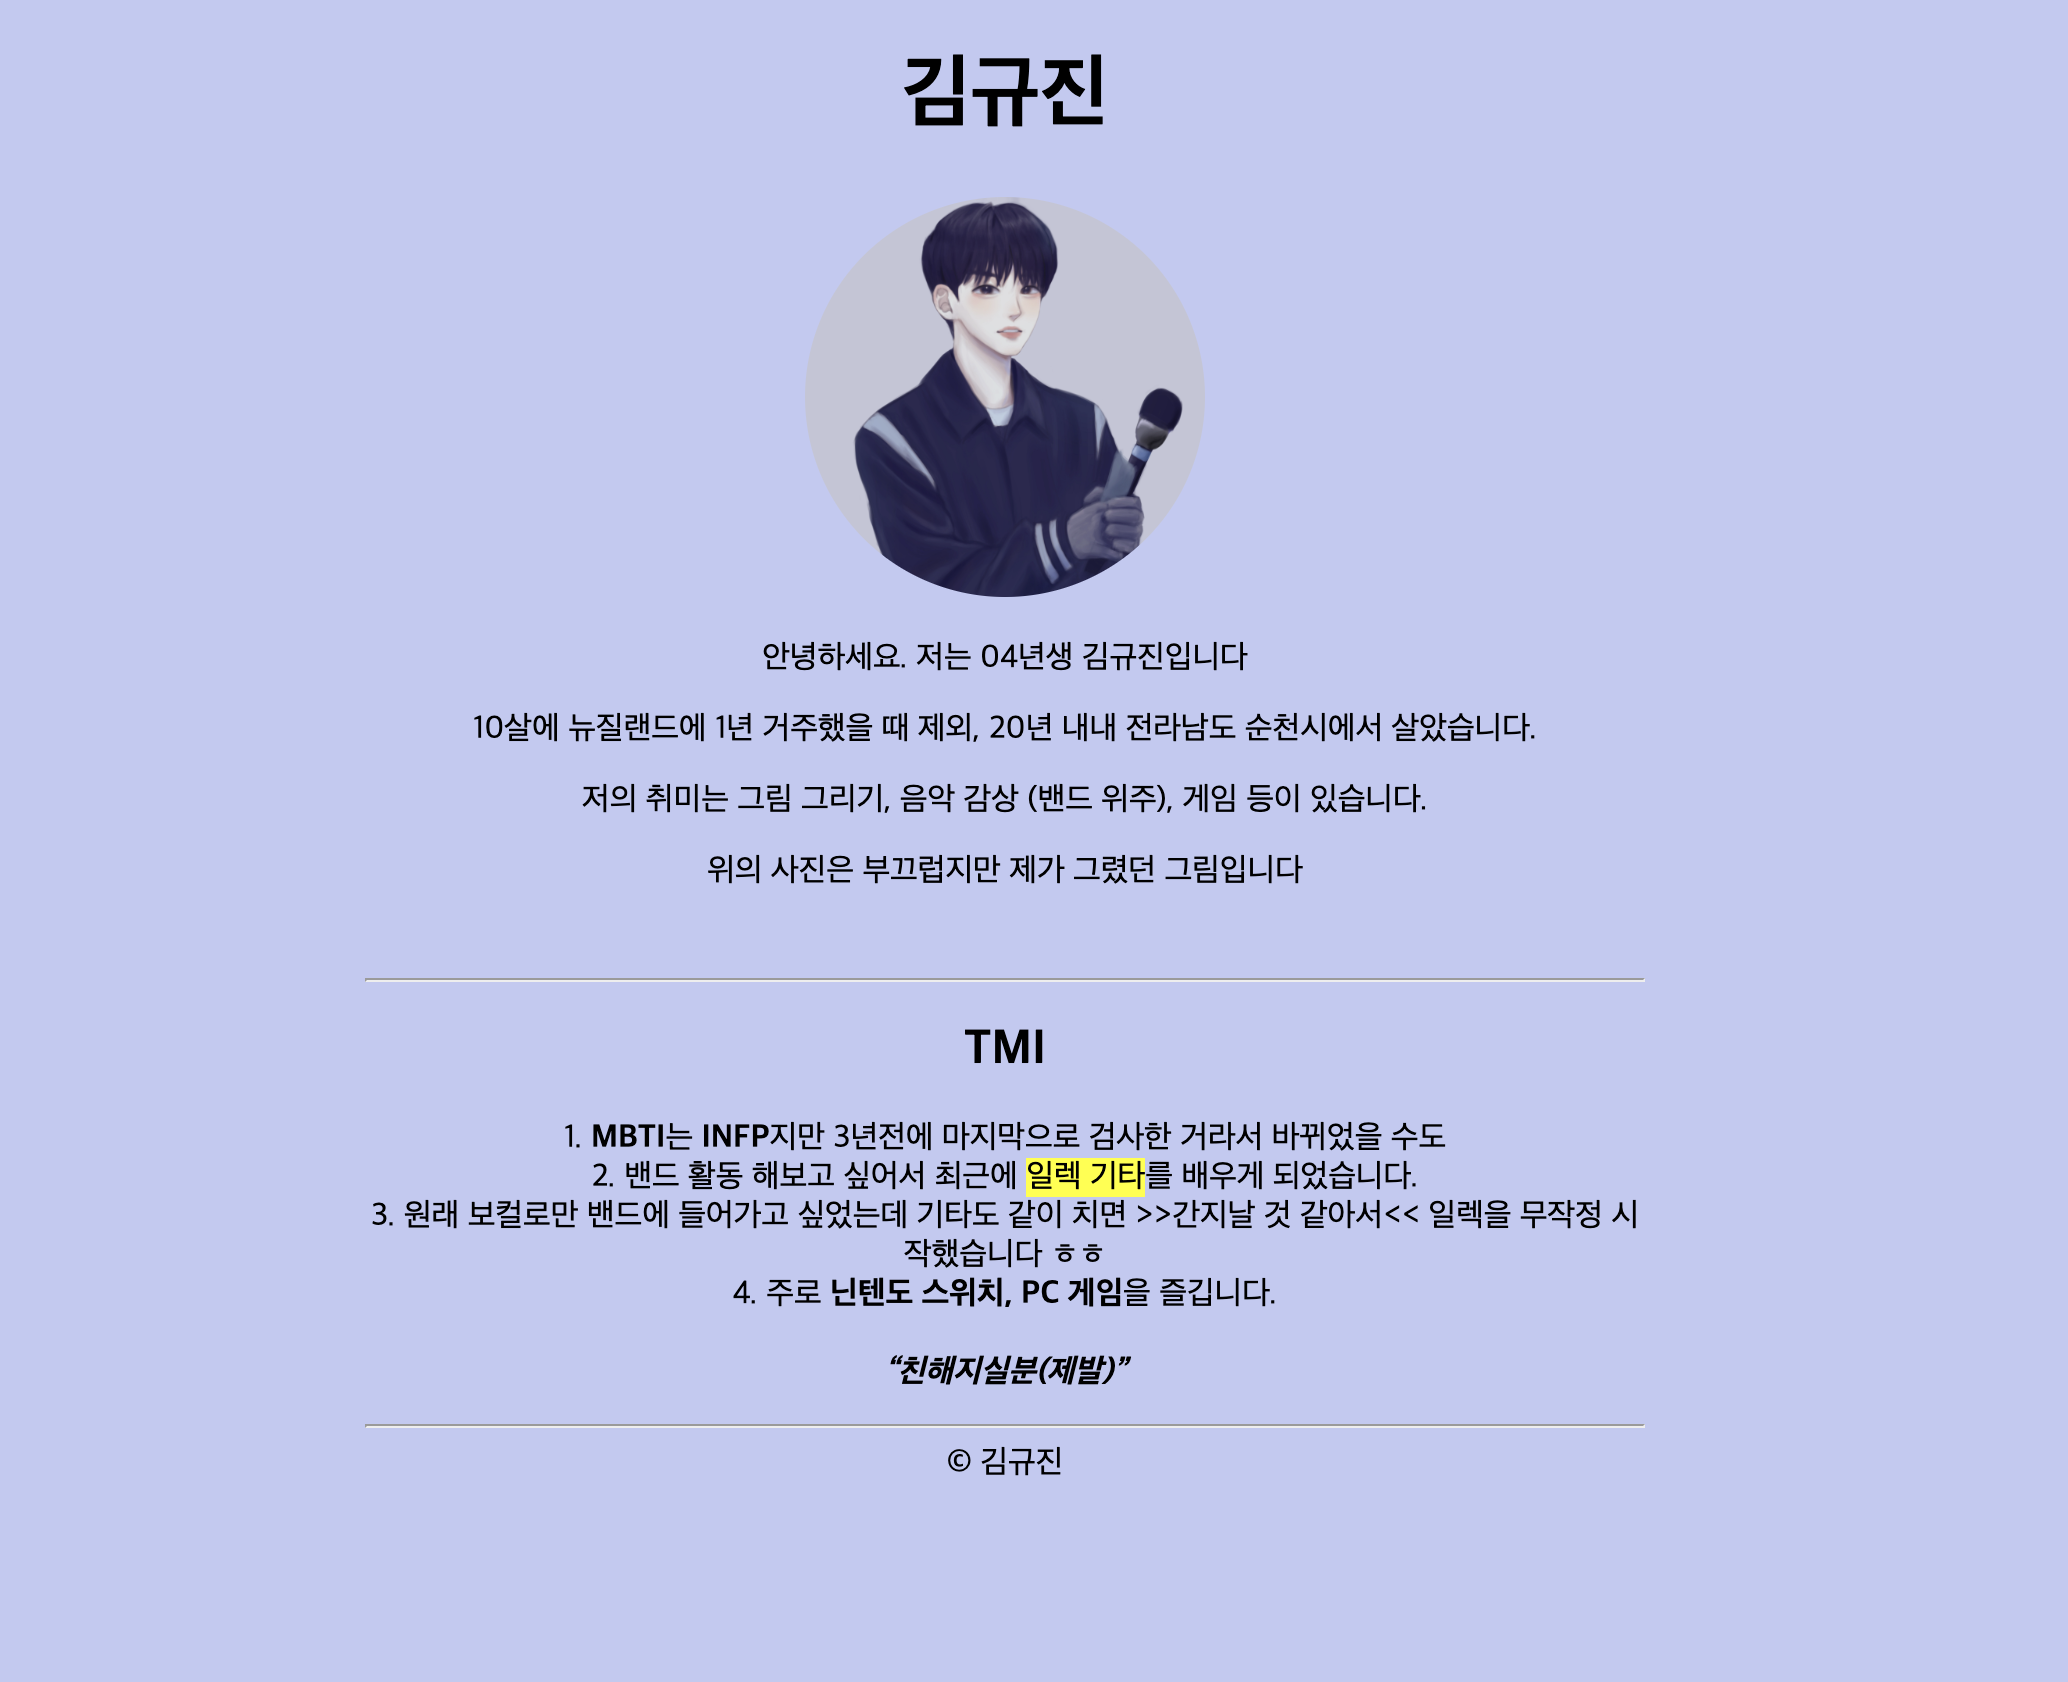 김규진
안녕하세요. 저는 04년생 김규진입니다
10살에 뉴질랜드에 1년 거주했을 때 제외, 20년 내내 전라남도 순천시에서 살았습니다.
저의 취미는 그림 그리기, 음악 감상 (밴드 위주), 게임 등이 있습니다.
위의 사진은 부끄럽지만 제가 그렸던 그림입니다
TMI
1. MBTI는 INFP지만 3년전에 마지막으로 검사한 거라서 바뀌었을 수도
2. 밴드 활동 해보고 싶어서 최근에 일렉 기타를 배우게 되었습니다.
3. 원래 보컬로만 밴드에 들어가고 싶었는데 기타도 같이 치면 >>간지날 것 같아서<< 일렉을 무작정 시
작했습니다 ㅎㅎ
4. 주로 닌텐도 스위치, PC 게임을 즐깁니다.
“친해지실분(제발)”
© 김규진